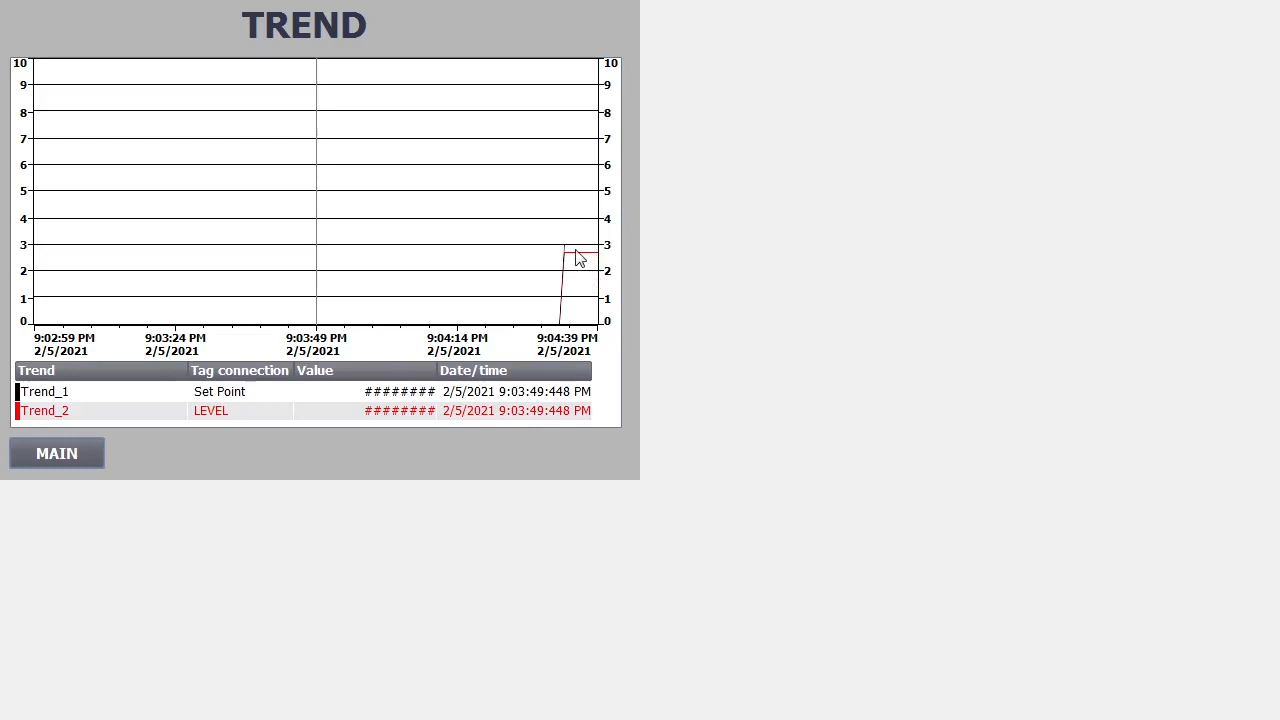 TREND
10 10
9 9
8 8
7 7
6 6
5 5
4 4
3 3
2 2
1 1
0 0
9:02:59 PM 9:03:24 PM 9:03:49 PM 9:04:14 PM 9:04:39 PM
2/5/2021 2/5/2021 2/5/2021 2/5/2021 2/5/2021
Trend Tag connection Value Date/time
Trend_1 Set Point ######## 2/5/2021 9:03:49:448 PM
Trend_2 LEVEL ######## 2/5/2021 9:03:49:448 PM
MAIN